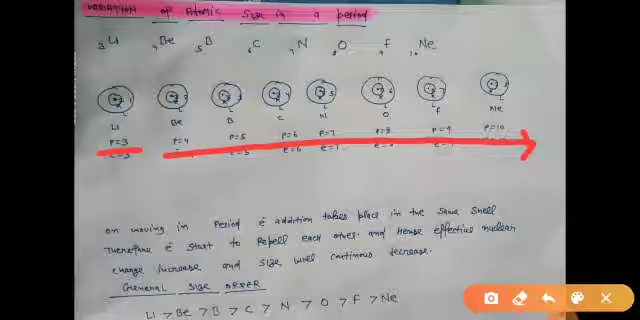 VARIATION of Atomic Size in a period
3Li 4Be 5B 6C 7N 8O 9F 10Ne
Li Be B C N O F Ne
P=3 P=4 P=5 P=6 P=7 P=8 P=9 P=10
e=3 e=5 e=6 e=7
on moving in Period e⁻ addition takes place in the same shell
Therefore e⁻ start to Repell each other. and Hense effective nuclear
charge Increase and size will continous decrease.
General size order
Li > Be > B > C > N > O > F > Ne